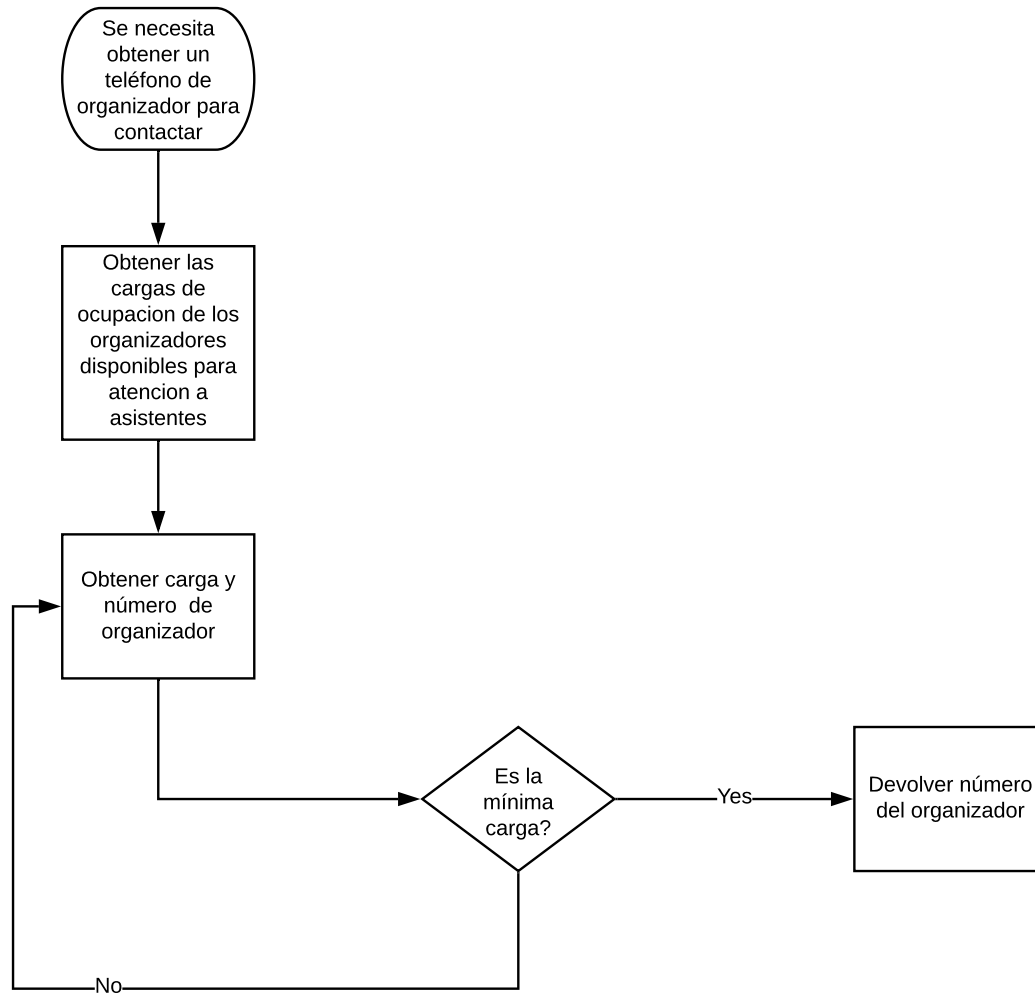 Se necesita
obtener un
teléfono de
organizador para
contactar
Obtener las
cargas de
ocupacion de los
organizadores
disponibles para
atencion a
asistentes
Obtener carga y
número de
organizador
Es la
mínima
carga?
Yes
Devolver número
del organizador
No